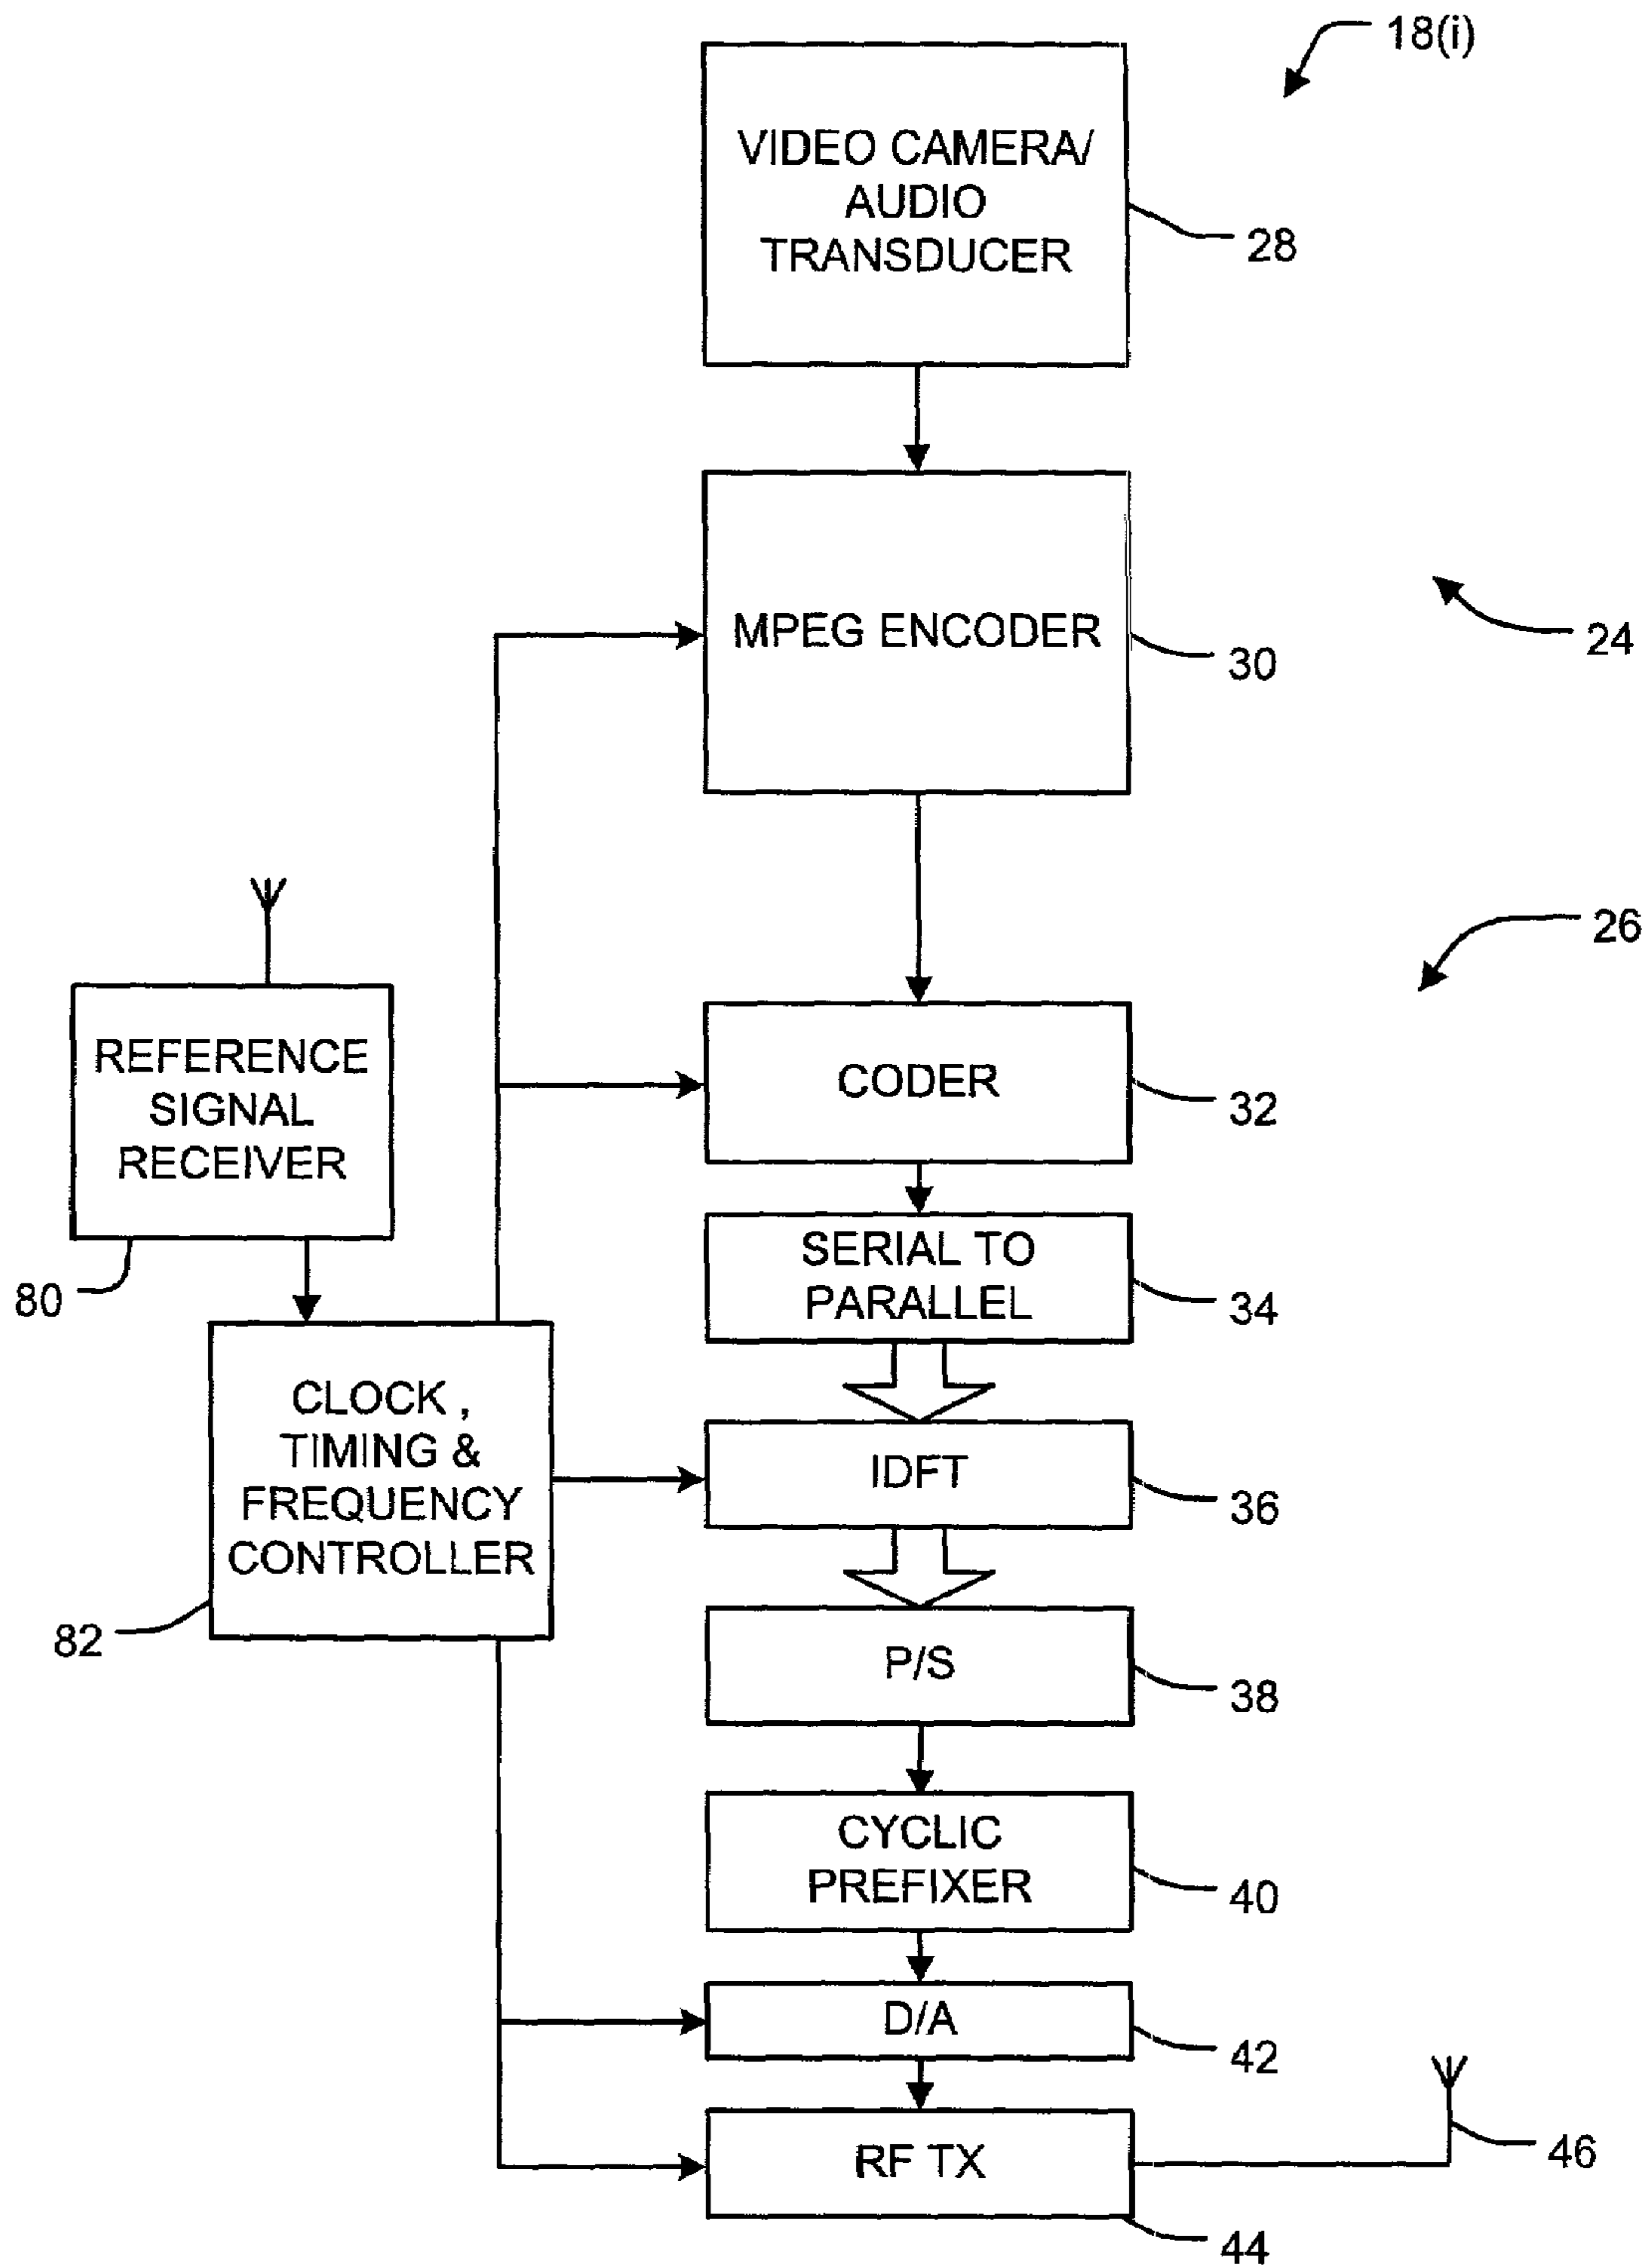 18(i)
VIDEO CAMERA/
AUDIO
TRANSDUCER
28
MPEG ENCODER
30
24
26
REFERENCE
SIGNAL
RECEIVER
80
CODER
32
SERIAL TO
PARALLEL
34
CLOCK ,
TIMING &
FREQUENCY
CONTROLLER
82
IDFT
36
P/S
38
CYCLIC
PREFIXER
40
D/A
42
RF TX
44
46